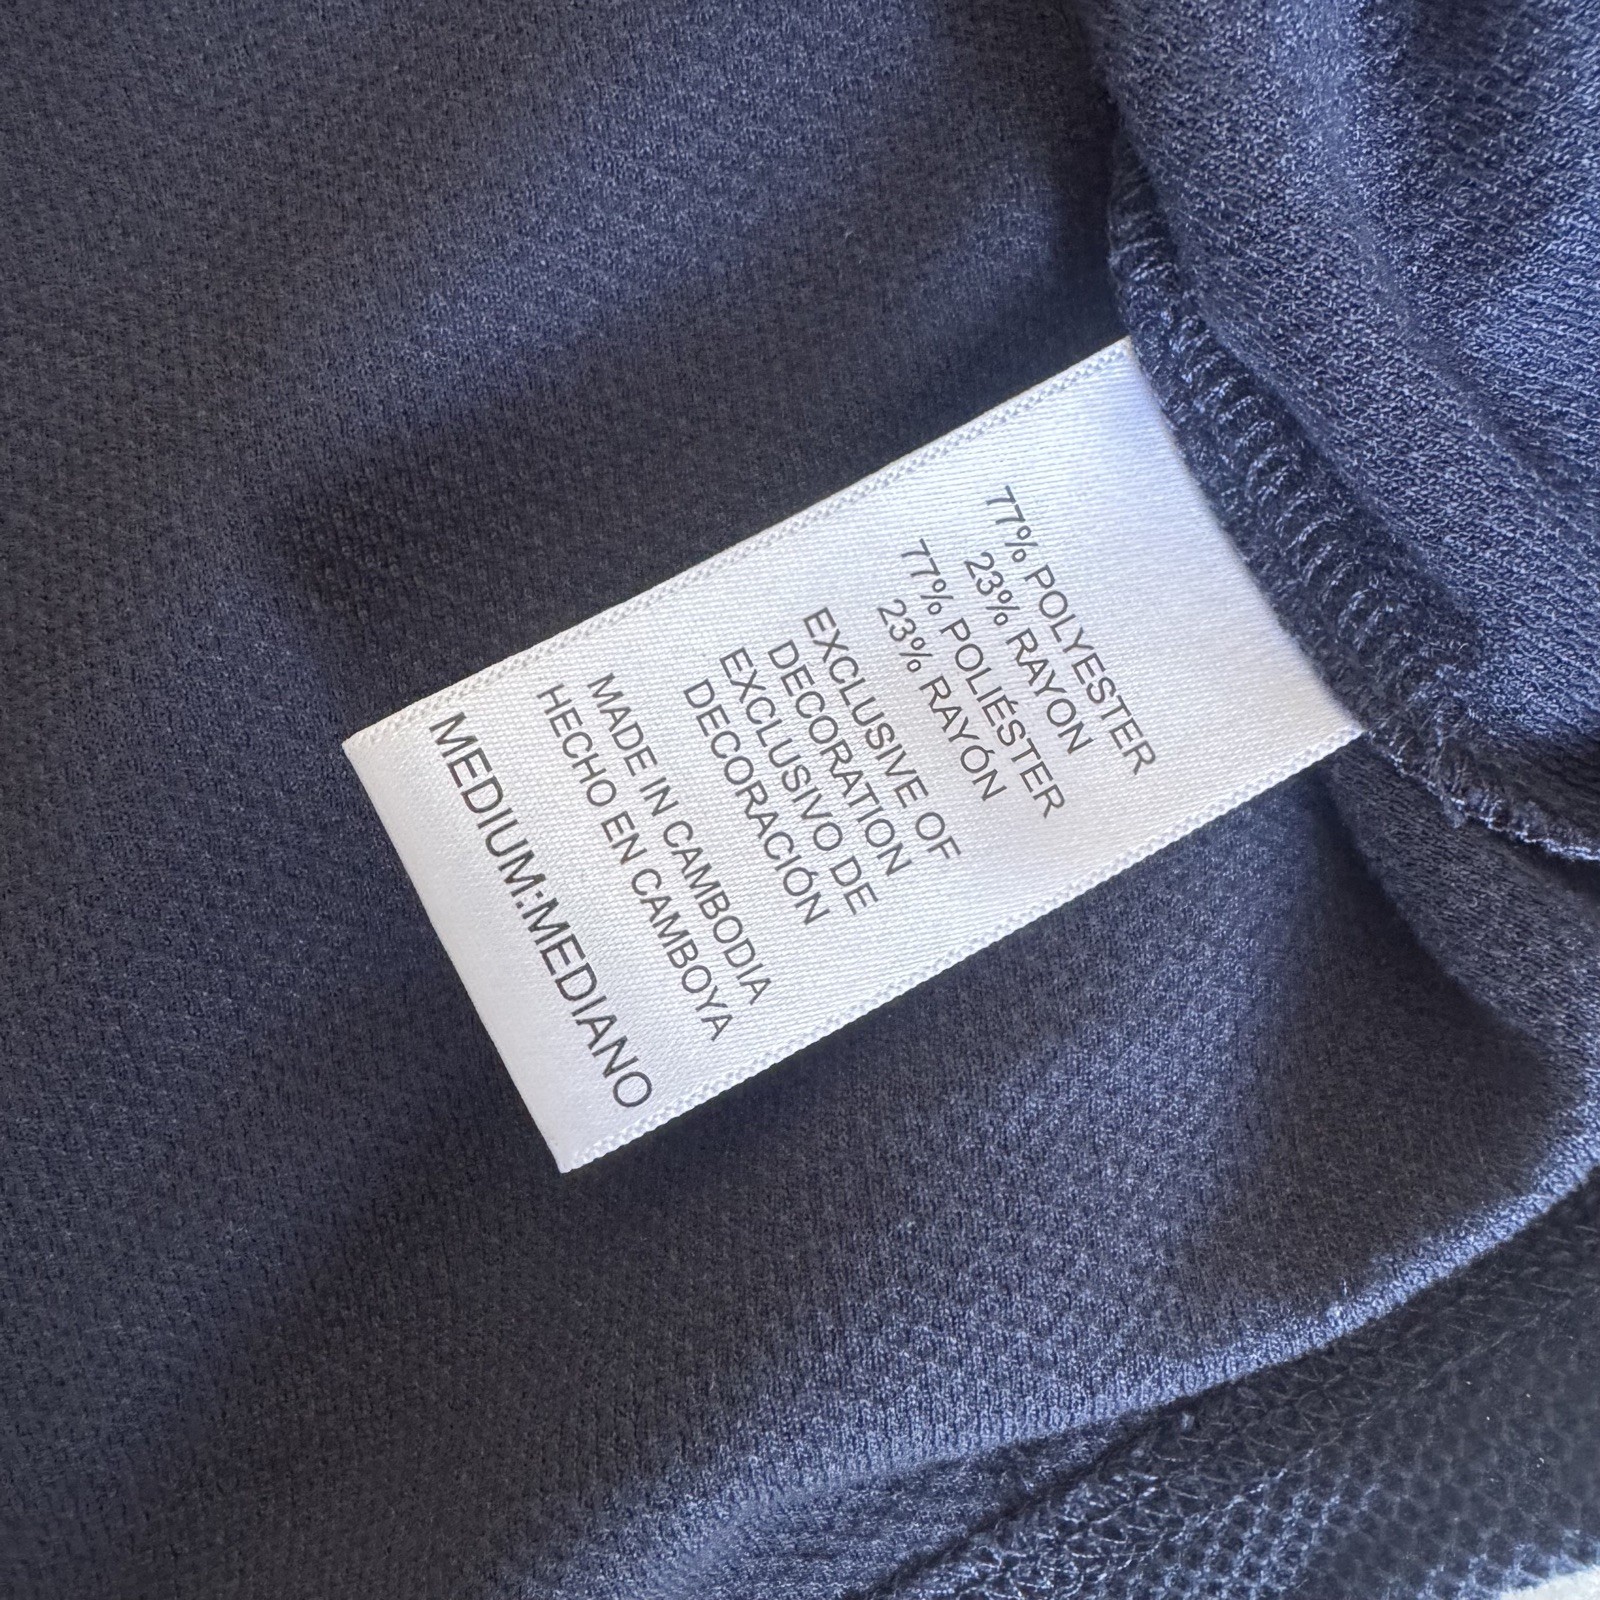 77% POLYESTER
23% RAYON
77% POLIÉSTER
23% RAYÓN
EXCLUSIVE OF
DECORATION
EXCLUSIVO DE
DECORACIÓN
MADE IN CAMBODIA
HECHO EN CAMBOYA
MEDIUM:MEDIANO